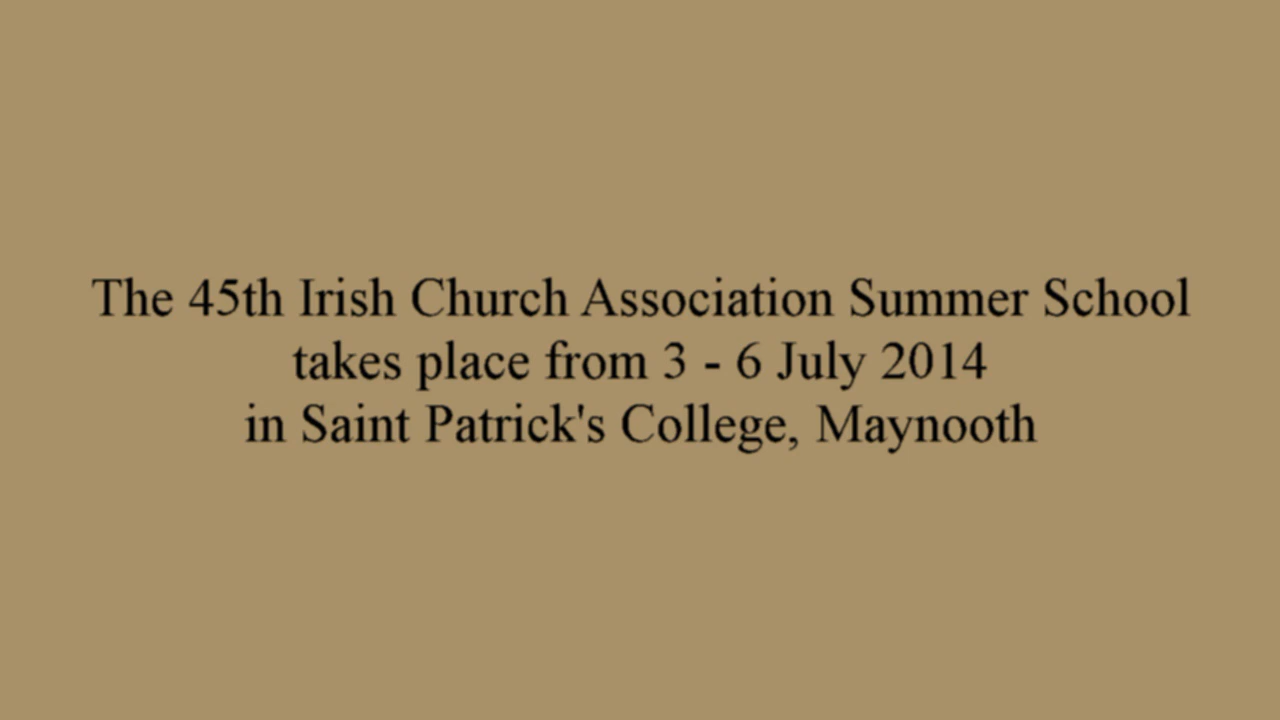 The 45th Irish Church Association Summer School
takes place from 3 - 6 July 2014
in Saint Patrick's College, Maynooth